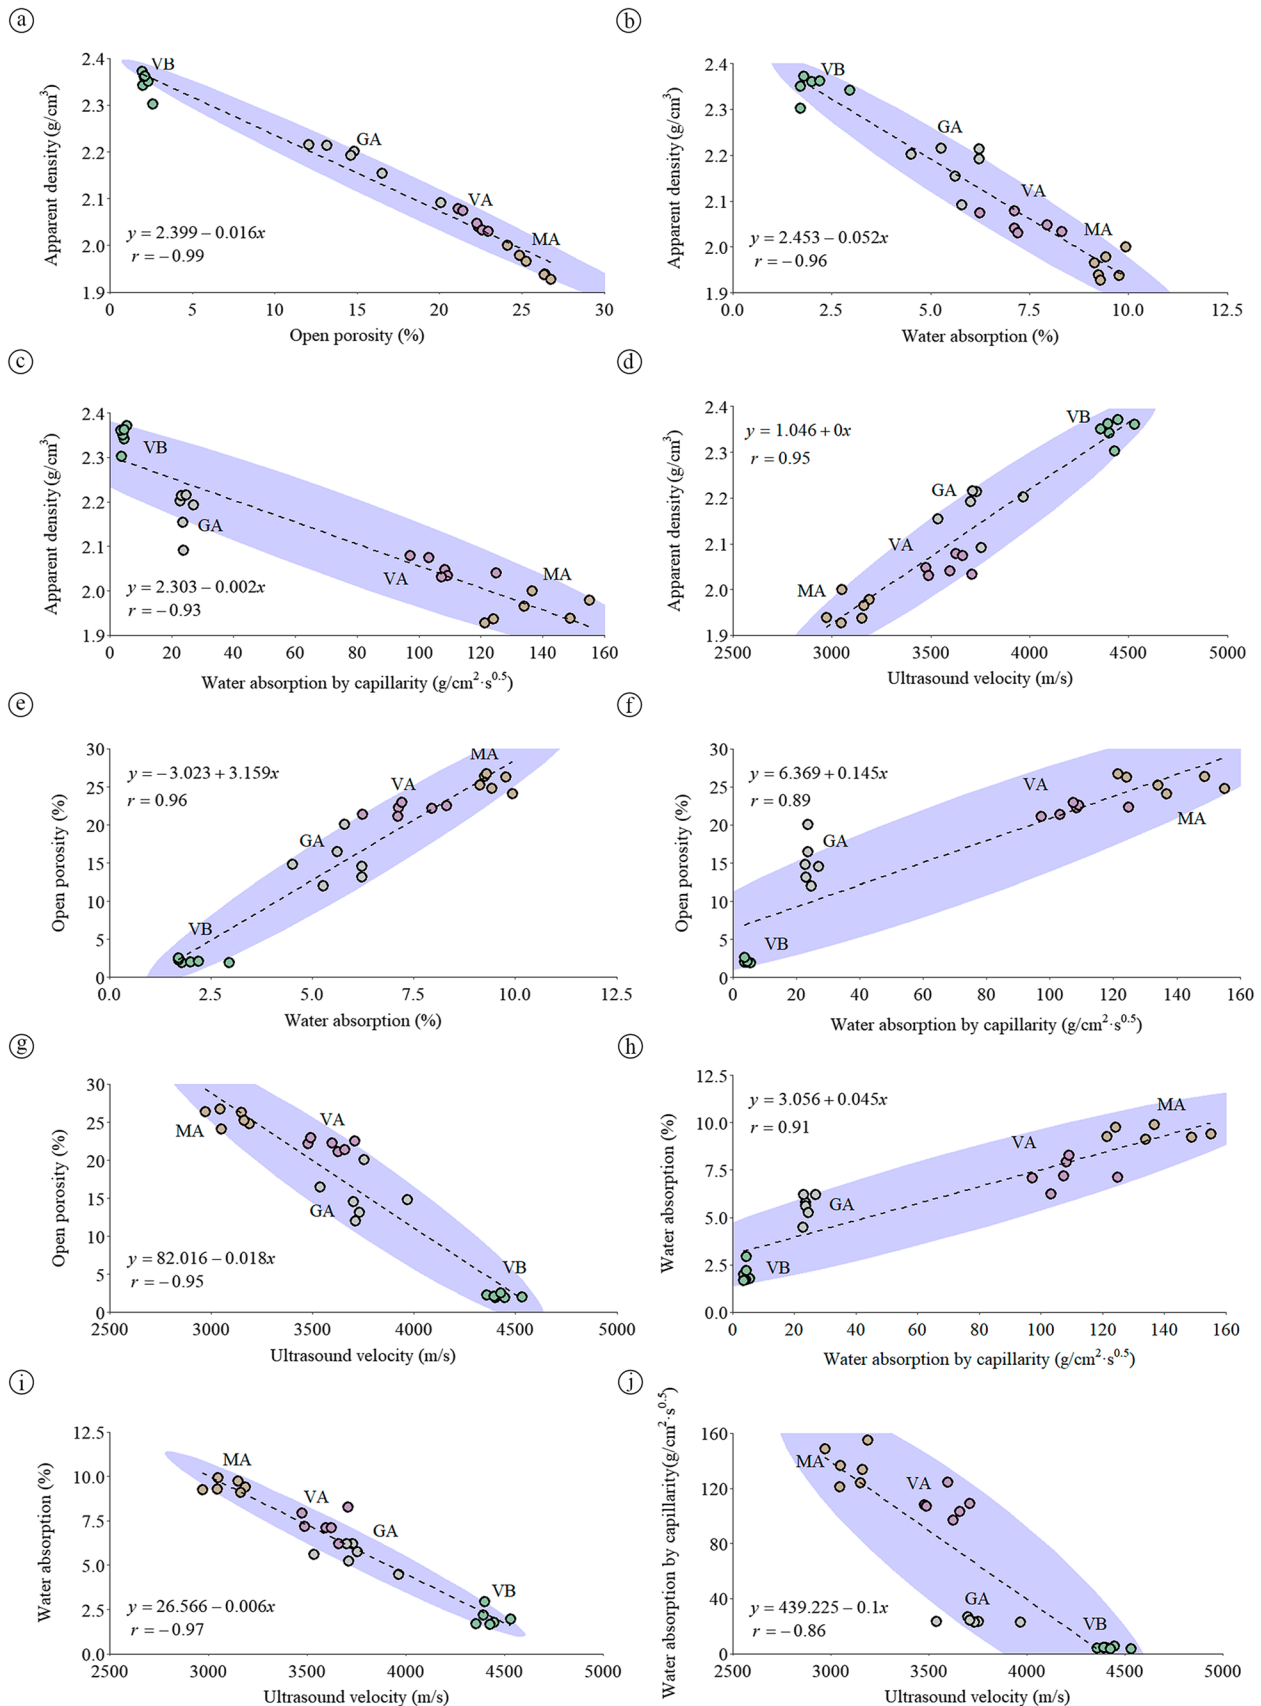 a
2.4
2.3
2.2
2.1
2.0
1.9
Apparent density (g/cm³)
VB
GA
VA
MA
y = 2.399 − 0.016x
r = −0.99
0 5 10 15 20 25 30
Open porosity (%)
b
2.4
2.3
2.2
2.1
2.0
1.9
Apparent density (g/cm³)
VB
GA
VA
MA
y = 2.453 − 0.052x
r = −0.96
0.0 2.5 5.0 7.5 10.0 12.5
Water absorption (%)
c
2.4
2.3
2.2
2.1
2.0
1.9
Apparent density (g/cm³)
VB
GA
VA
MA
y = 2.303 − 0.002x
r = −0.93
0 20 40 60 80 100 120 140 160
Water absorption by capillarity (g/cm²·s⁰·⁵)
d
2.4
2.3
2.2
2.1
2.0
1.9
Apparent density (g/cm³)
y = 1.046 + 0x
r = 0.95
VB
GA
VA
MA
2500 3000 3500 4000 4500 5000
Ultrasound velocity (m/s)
e
30
25
20
15
10
5
0
Open porosity (%)
y = −3.023 + 3.159x
r = 0.96
MA
VA
GA
VB
0.0 2.5 5.0 7.5 10.0 12.5
Water absorption (%)
f
30
25
20
15
10
5
0
Open porosity (%)
y = 6.369 + 0.145x
r = 0.89
VA
MA
GA
VB
0 20 40 60 80 100 120 140 160
Water absorption by capillarity (g/cm²·s⁰·⁵)
g
30
25
20
15
10
5
0
Open porosity (%)
MA
VA
GA
VB
y = 82.016 − 0.018x
r = −0.95
2500 3000 3500 4000 4500 5000
Ultrasound velocity (m/s)
h
12.5
10.0
7.5
5.0
2.5
0.0
Water absorption (%)
y = 3.056 + 0.045x
r = 0.91
MA
VA
GA
VB
0 20 40 60 80 100 120 140 160
Water absorption by capillarity (g/cm²·s⁰·⁵)
i
12.5
10.0
7.5
5.0
2.5
0.0
Water absorption (%)
MA
VA
GA
VB
y = 26.566 − 0.006x
r = −0.97
2500 3000 3500 4000 4500 5000
Ultrasound velocity (m/s)
j
160
120
80
40
0
Water absorption by capillarity(g/cm²·s⁰·⁵)
MA
VA
GA
VB
y = 439.225 − 0.1x
r = −0.86
2500 3000 3500 4000 4500 5000
Ultrasound velocity (m/s)